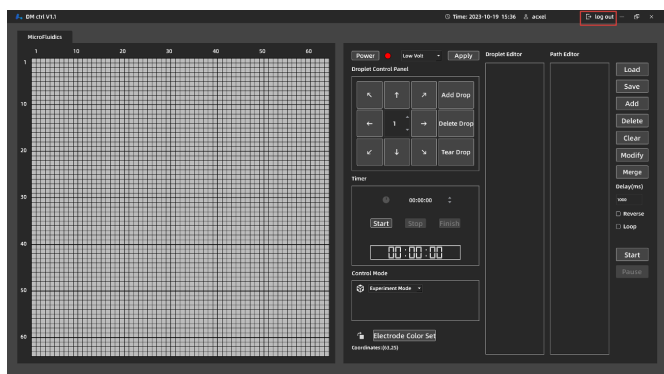 DM ctrl V1.1
Time: 2023-10-19 15:36 acxel log out
MicroFluidics
1 10 20 30 40 50 60
1
10
20
30
40
50
60
Power Low Volt Apply
Droplet Control Panel
Add Drop
1 Delete Drop
Tear Drop
Timer
00:00:00
Start Stop Finish
00:00:00
Control Mode
Experiment Mode
Electrode Color Set
Coordinates:(63,25)
Droplet Editor
Path Editor
Load
Save
Add
Delete
Clear
Modify
Merge
Delay(ms)
1000
Reverse
Loop
Start
Pause